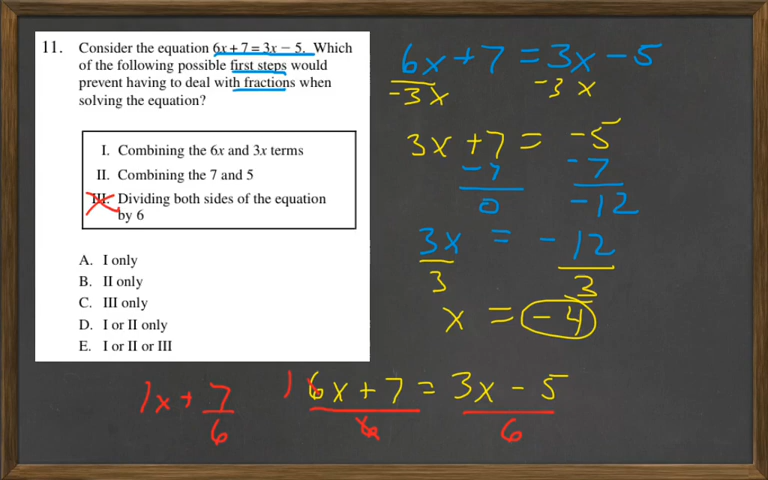 11. Consider the equation 6x + 7 = 3x − 5. Which
of the following possible first steps would
prevent having to deal with fractions when
solving the equation?
I. Combining the 6x and 3x terms
II. Combining the 7 and 5
III. Dividing both sides of the equation
by 6
A. I only
B. II only
C. III only
D. I or II only
E. I or II or III
6x + 7 = 3x − 5
−3x −3x
3x + 7 = −5
−7 −7
0 −12
3x = −12
3 3
x = −4
1x + 7/6
1 6x + 7 = 3x − 5
6 6